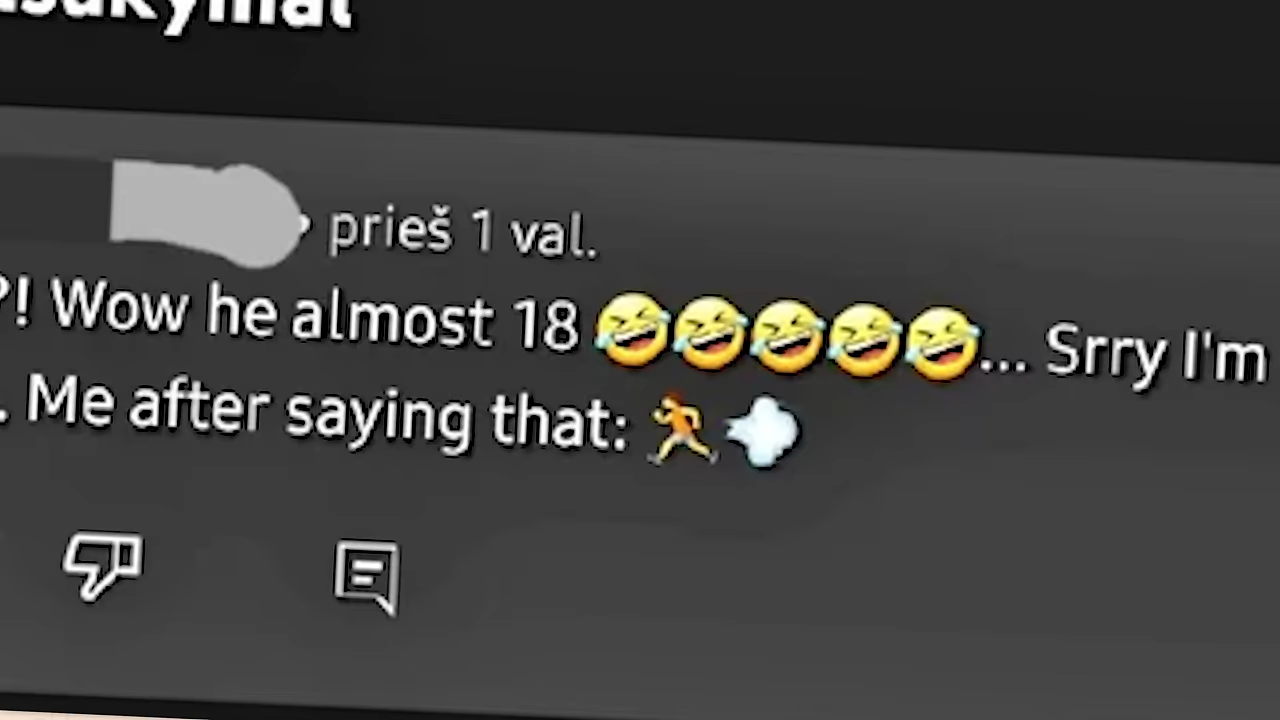 prieš 1 val.
?! Wow he almost 18 🤣🤣🤣🤣🤣... Srry I'm
. Me after saying that: 🏃💨